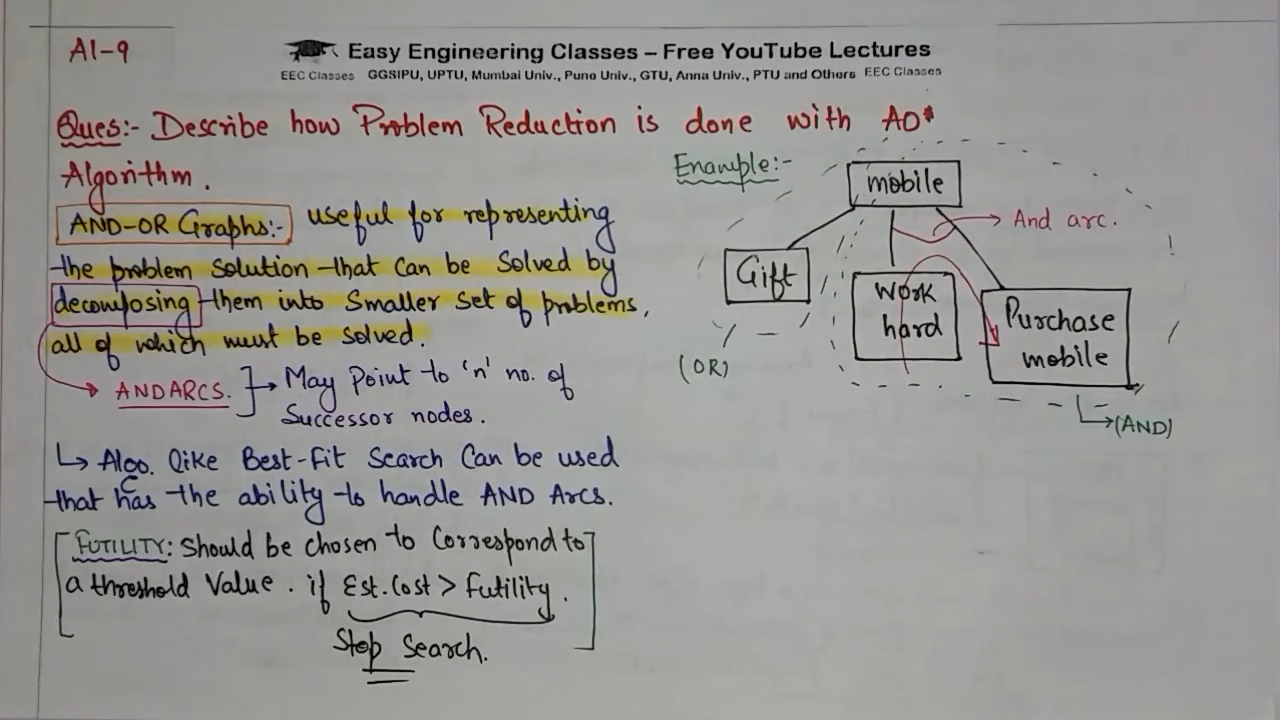 AI-9
Easy Engineering Classes – Free YouTube Lectures
EEC Classes GGSIPU, UPTU, Mumbai Univ., Pune Univ., GTU, Anna Univ., PTU and Others EEC Classes
Ques:- Describe how Problem Reduction is done with AO*
Algorithm.
AND-OR Graphs:- useful for representing
the problem solution that can be solved by
decomposing them into smaller set of problems,
all of which must be solved.
ANDARCS. → May Point to 'n' no. of
Successor nodes.
↳ Algo. like Best-fit Search Can be used
that has the ability to handle AND Arcs.
FUTILITY: Should be chosen to Correspond to
a threshold Value. if Est. Cost > Futility.
Stop Search.
Enample:-
mobile
And arc.
Gift
Work
hard
Purchase
mobile
(OR)
(AND)